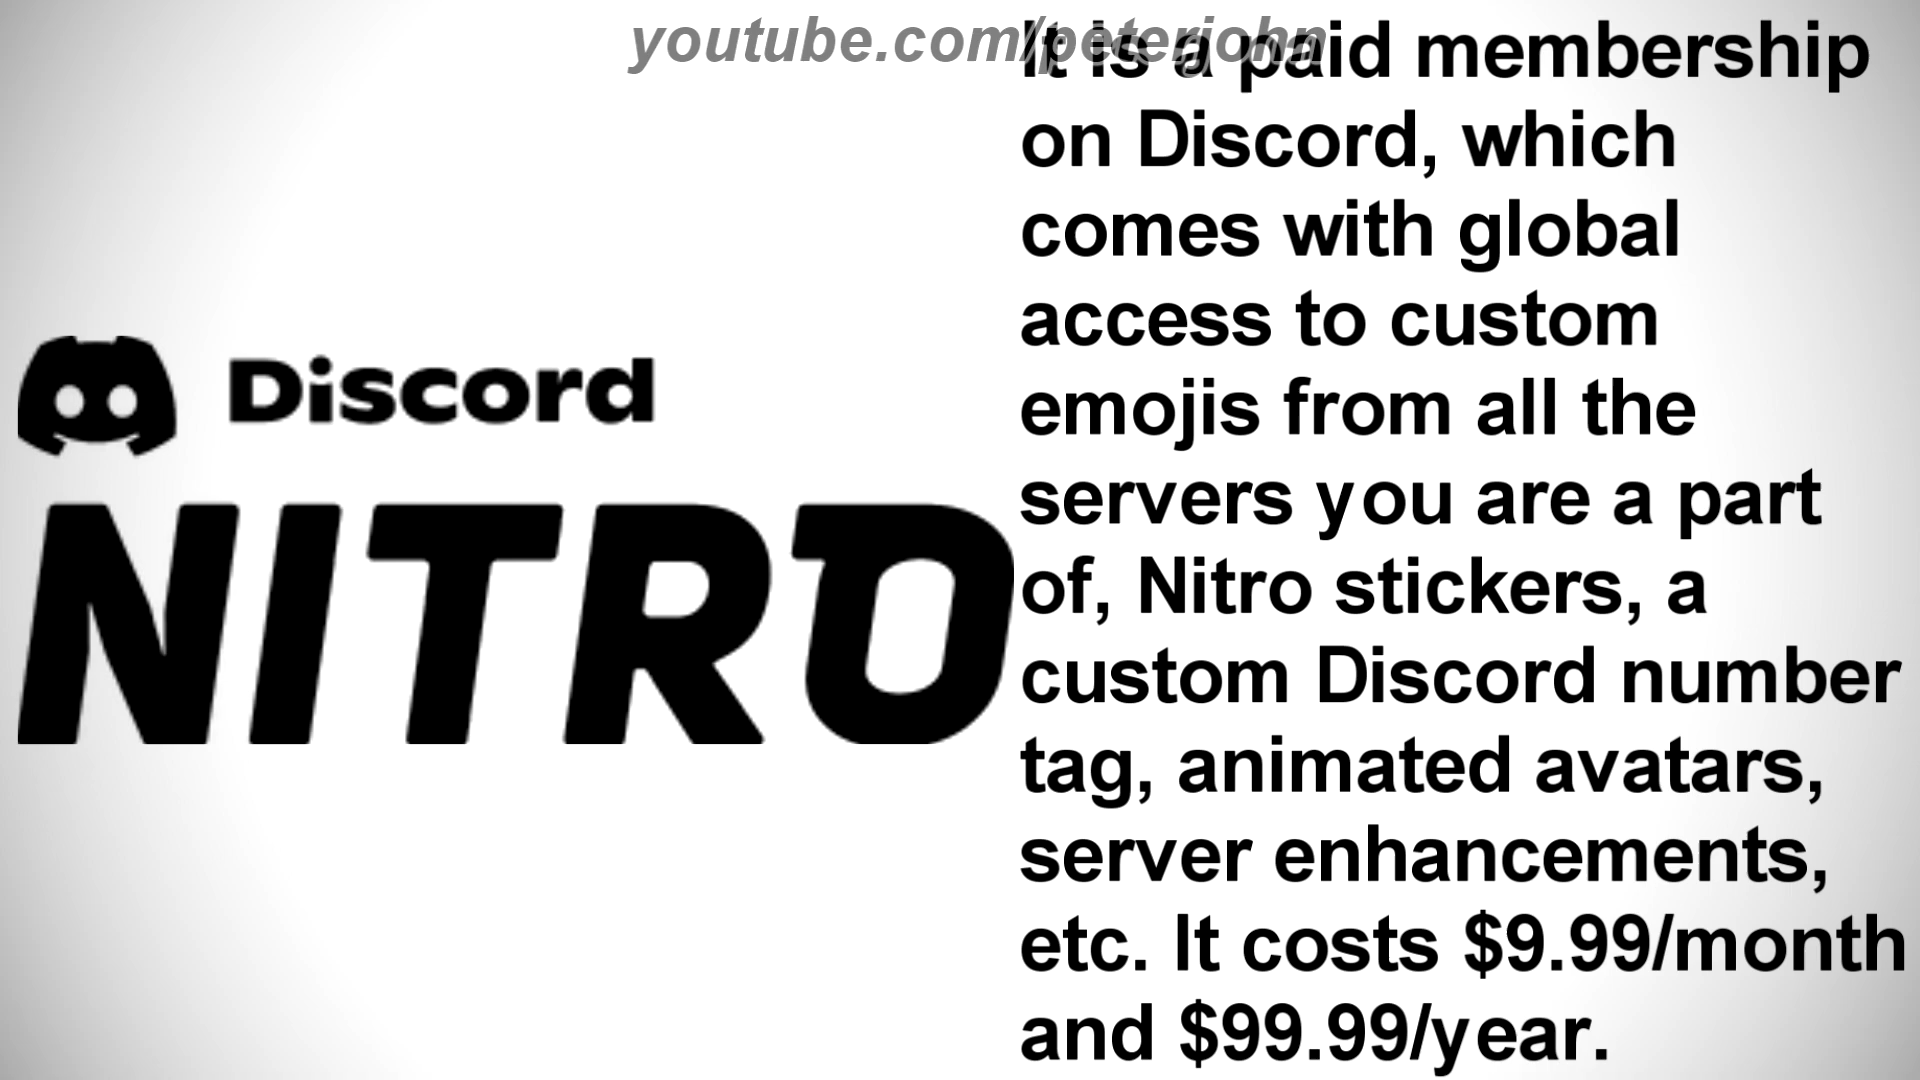 youtube.com/peterjohn
Discord
NITRO
It is a paid membership
on Discord, which
comes with global
access to custom
emojis from all the
servers you are a part
of, Nitro stickers, a
custom Discord number
tag, animated avatars,
server enhancements,
etc. It costs $9.99/month
and $99.99/year.